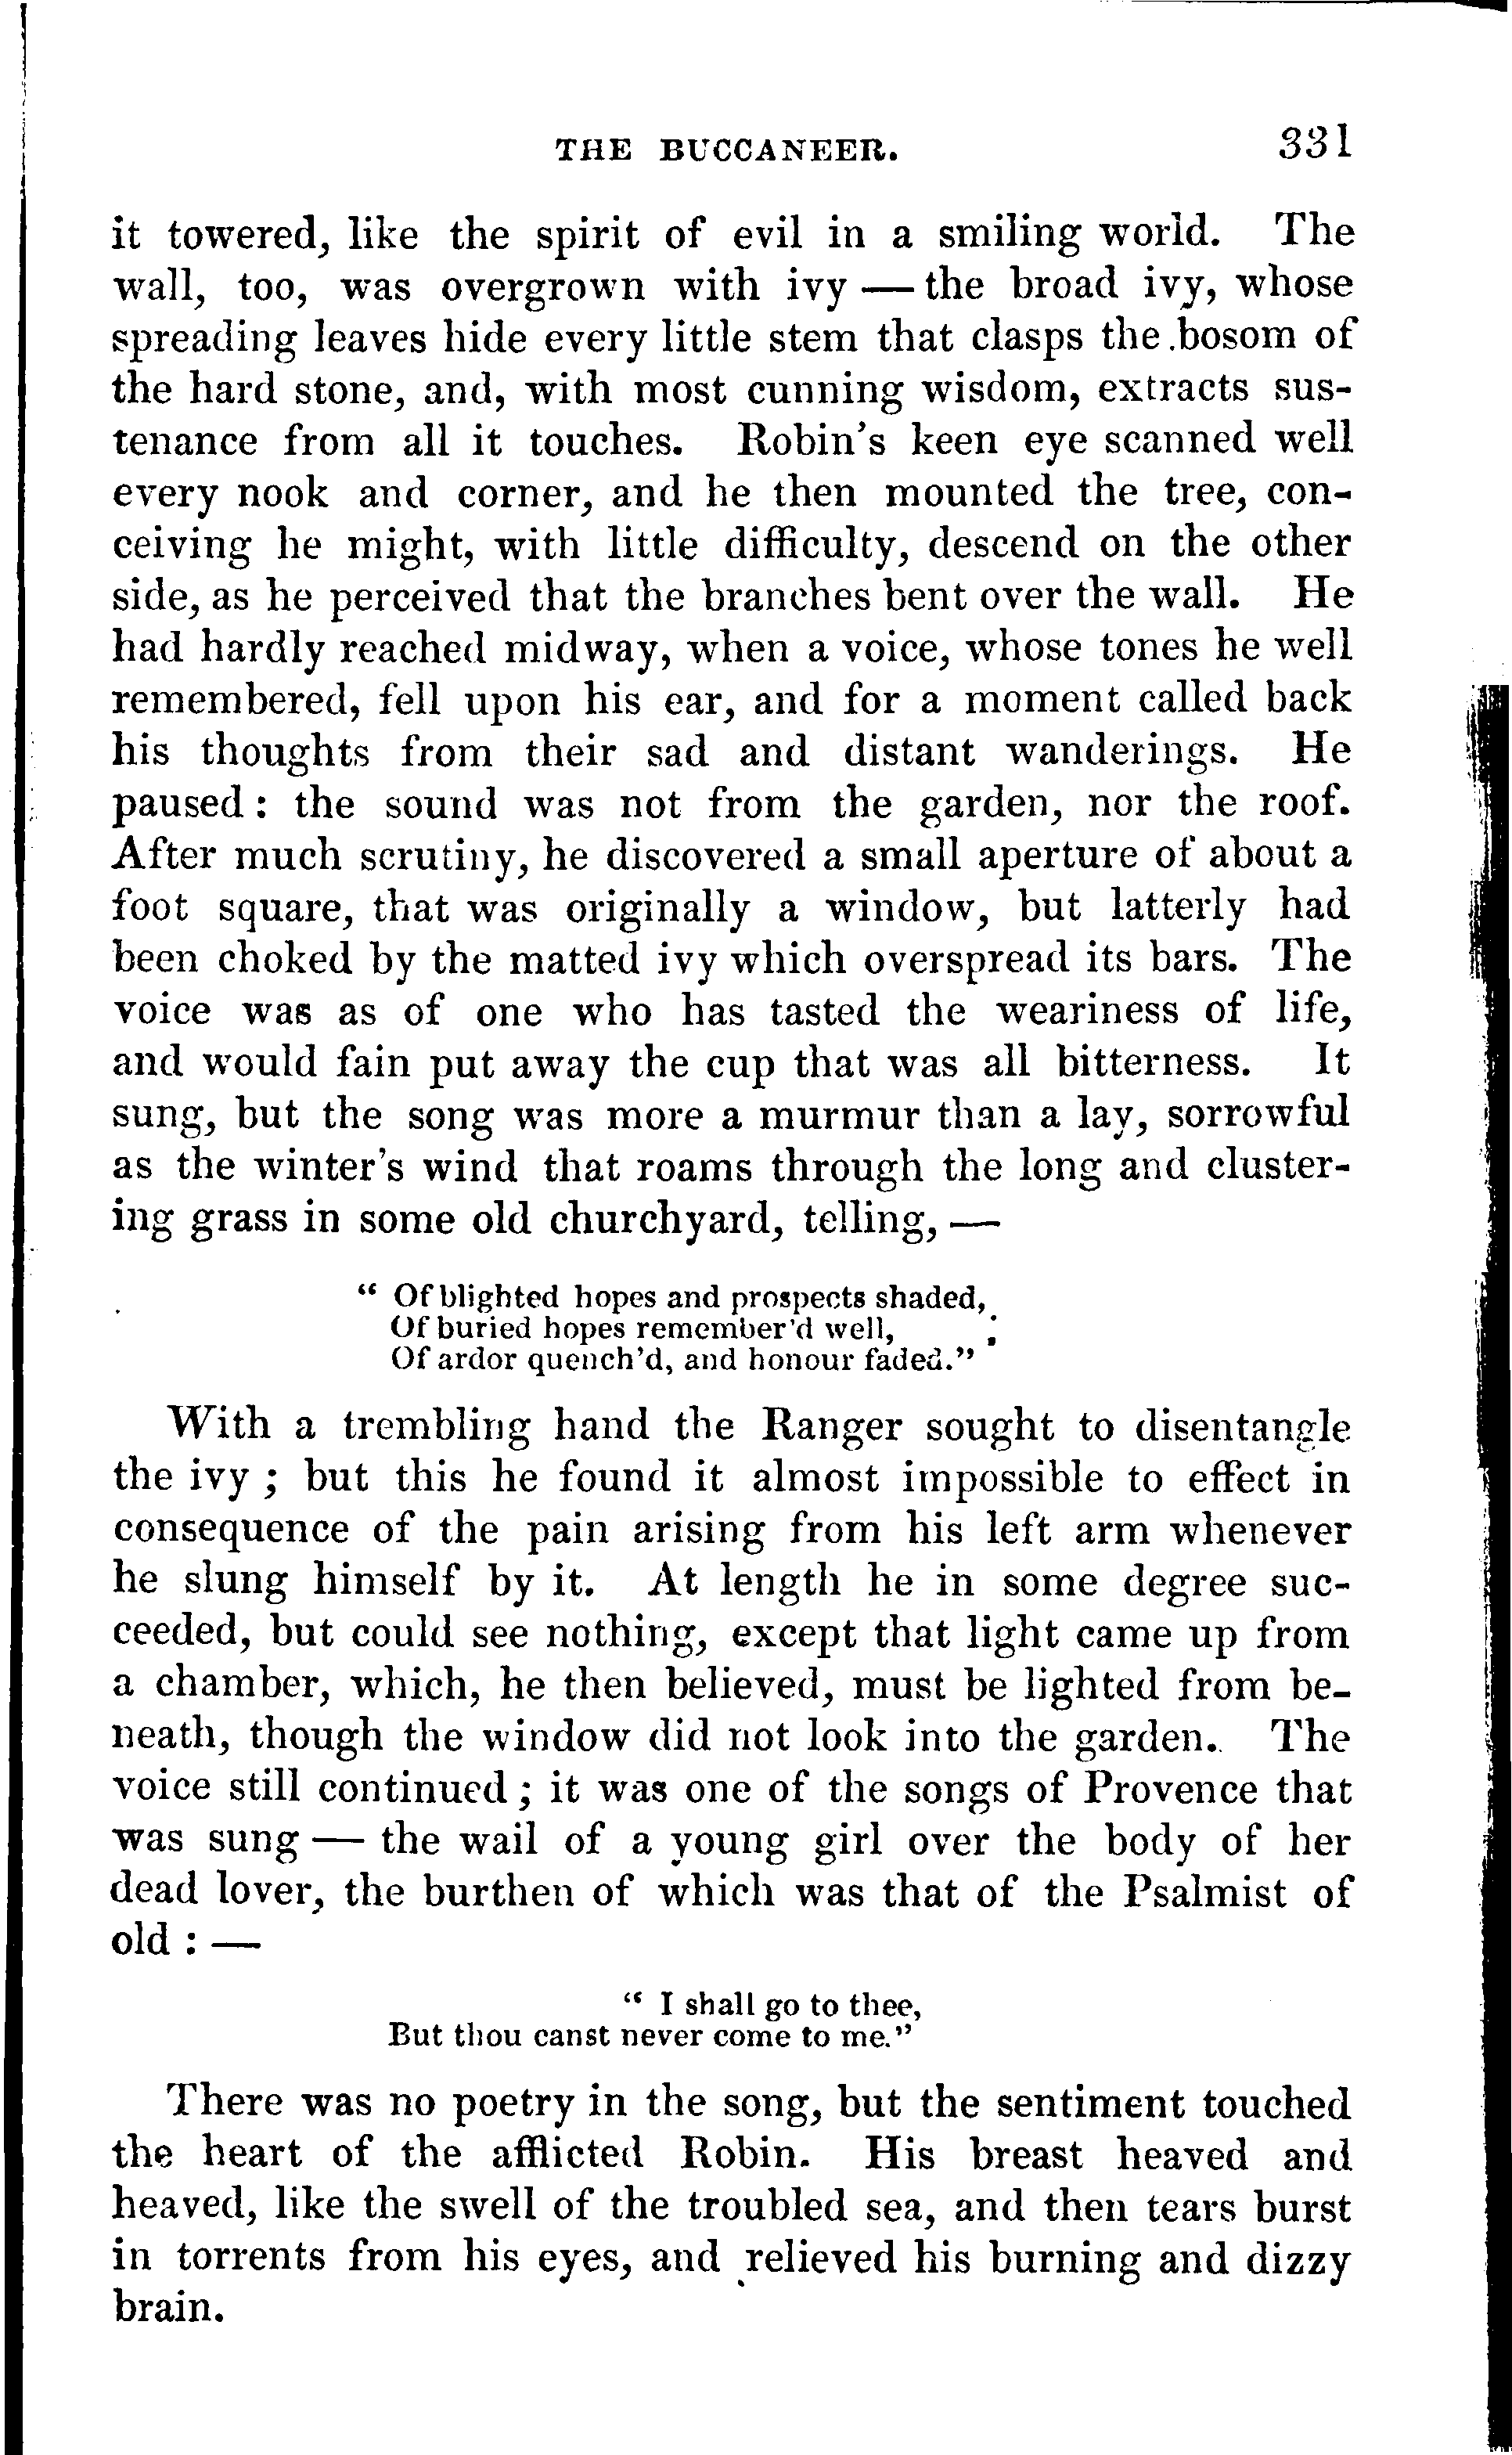 THE BUCCANEER. 331
it towered, like the spirit of evil in a smiling world. The
wall, too, was overgrown with ivy — the broad ivy, whose
spreading leaves hide every little stem that clasps the bosom of
the hard stone, and, with most cunning wisdom, extracts sus-
tenance from all it touches. Robin's keen eye scanned well
every nook and corner, and he then mounted the tree, con-
ceiving he might, with little difficulty, descend on the other
side, as he perceived that the branches bent over the wall. He
had hardly reached midway, when a voice, whose tones he well
remembered, fell upon his ear, and for a moment called back
his thoughts from their sad and distant wanderings. He
paused : the sound was not from the garden, nor the roof.
After much scrutiny, he discovered a small aperture of about a
foot square, that was originally a window, but latterly had
been choked by the matted ivy which overspread its bars. The
voice was as of one who has tasted the weariness of life,
and would fain put away the cup that was all bitterness. It
sung, but the song was more a murmur than a lay, sorrowful
as the winter's wind that roams through the long and cluster-
ing grass in some old churchyard, telling, —
" Of blighted hopes and prospects shaded,
Of buried hopes remember'd well,
Of ardor quench'd, and honour faded."
With a trembling hand the Ranger sought to disentangle
the ivy ; but this he found it almost impossible to effect in
consequence of the pain arising from his left arm whenever
he slung himself by it. At length he in some degree suc-
ceeded, but could see nothing, except that light came up from
a chamber, which, he then believed, must be lighted from be-
neath, though the window did not look into the garden. The
voice still continued ; it was one of the songs of Provence that
was sung — the wail of a young girl over the body of her
dead lover, the burthen of which was that of the Psalmist of
old : —
" I shall go to thee,
But thou canst never come to me."
There was no poetry in the song, but the sentiment touched
the heart of the afflicted Robin. His breast heaved and
heaved, like the swell of the troubled sea, and then tears burst
in torrents from his eyes, and relieved his burning and dizzy
brain.